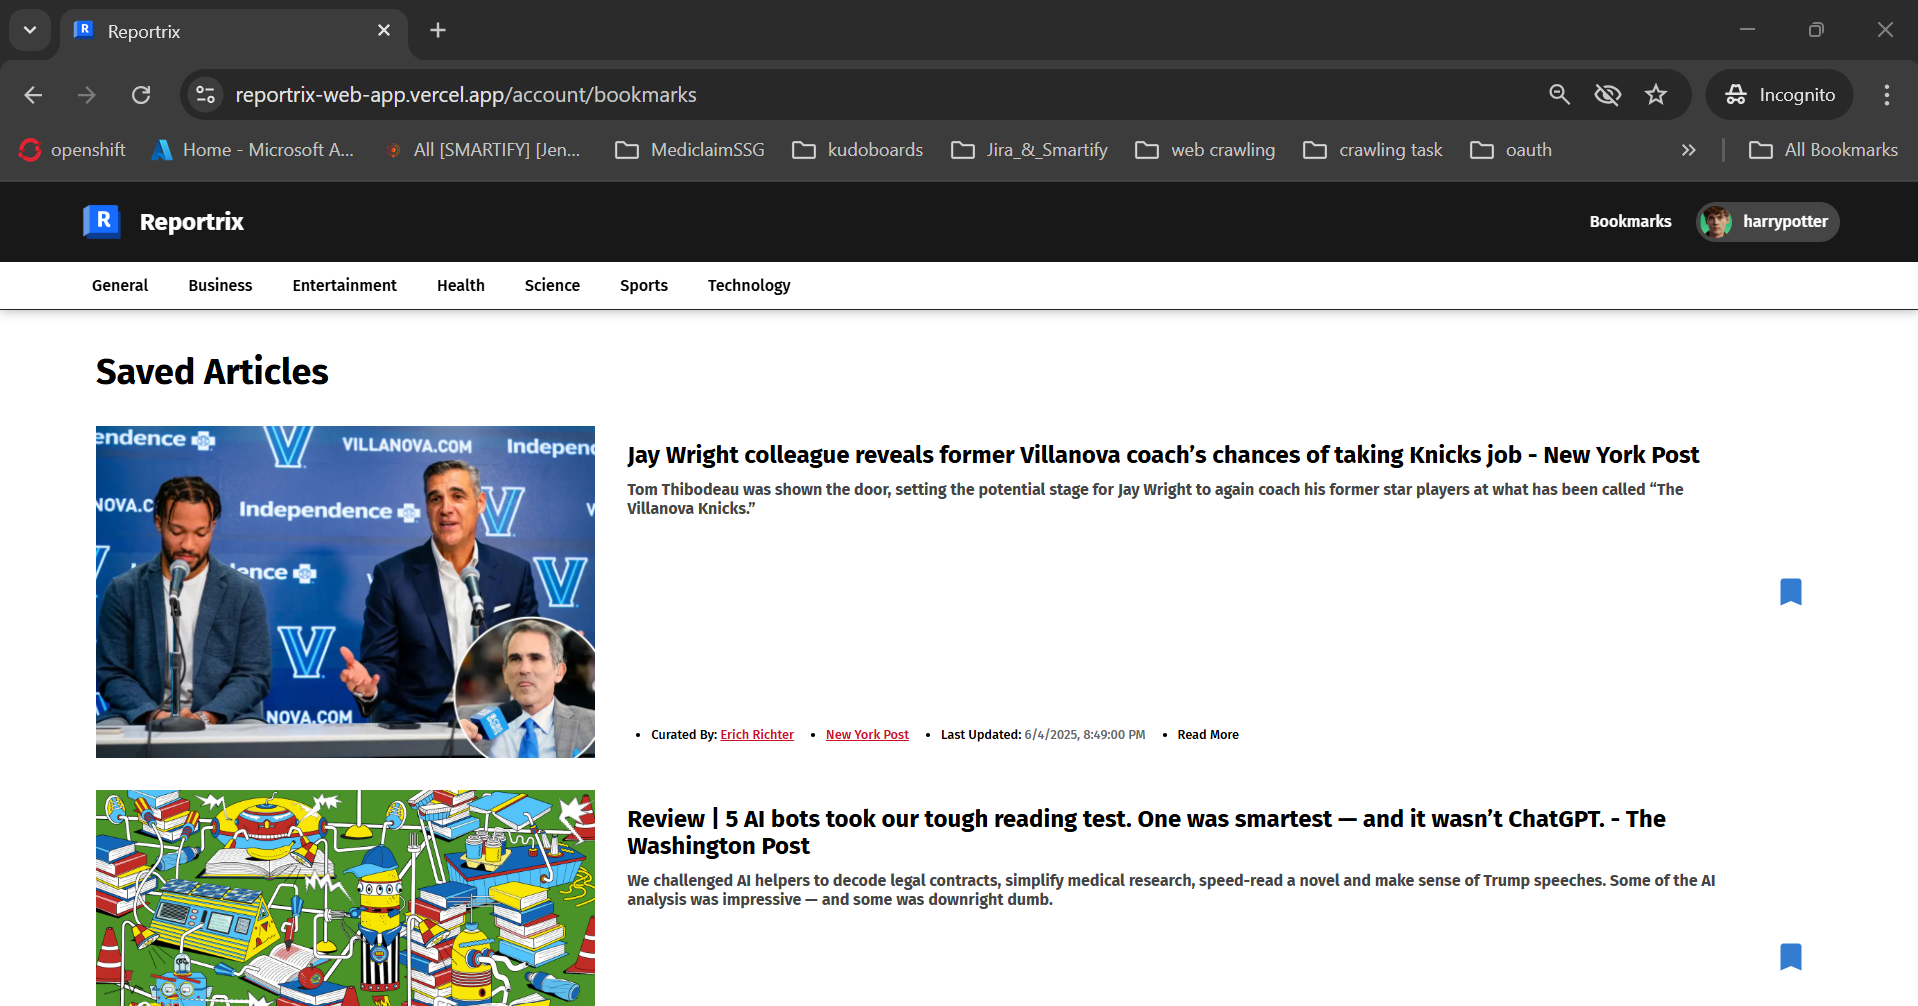 Reportrix
reportrix-web-app.vercel.app/account/bookmarks
Incognito
openshift
Home - Microsoft A...
All [SMARTIFY] [Jen...
MediclaimSSG
kudoboards
Jira_&_Smartify
web crawling
crawling task
oauth
All Bookmarks
R
Reportrix
Bookmarks
harrypotter
General
Business
Entertainment
Health
Science
Sports
Technology
Saved Articles
endence
VILLANOVA.COM
Independ
NOVA.C
Independence
ence
NOVA.COM
Jay Wright colleague reveals former Villanova coach’s chances of taking Knicks job - New York Post
Tom Thibodeau was shown the door, setting the potential stage for Jay Wright to again coach his former star players at what has been called “The
Villanova Knicks.”
• Curated By: Erich Richter • New York Post • Last Updated: 6/4/2025, 8:49:00 PM • Read More
Review | 5 AI bots took our tough reading test. One was smartest — and it wasn’t ChatGPT. - The
Washington Post
We challenged AI helpers to decode legal contracts, simplify medical research, speed-read a novel and make sense of Trump speeches. Some of the AI
analysis was impressive — and some was downright dumb.